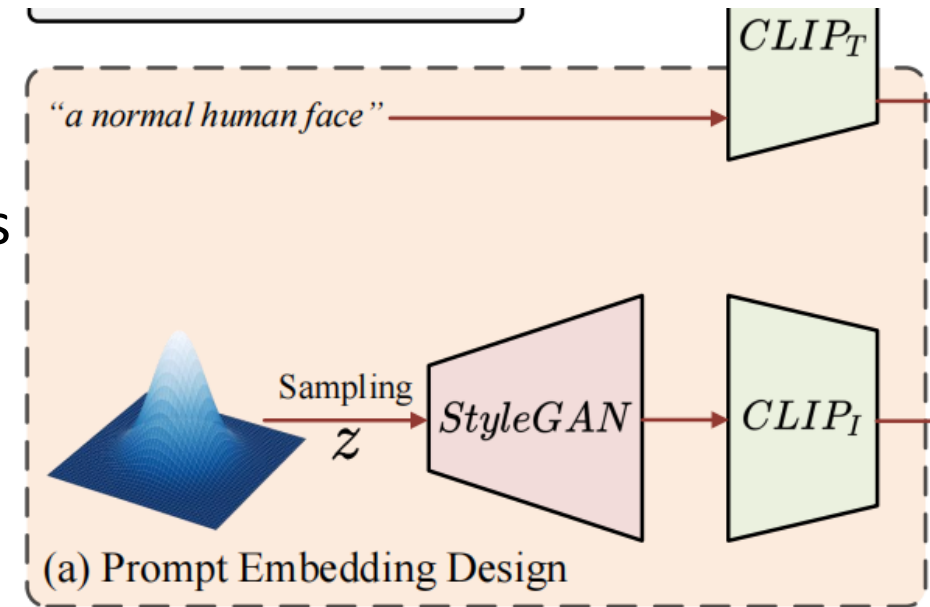 CLIP_T
“a normal human face”
s
Sampling
z
StyleGAN
CLIP_I
(a) Prompt Embedding Design